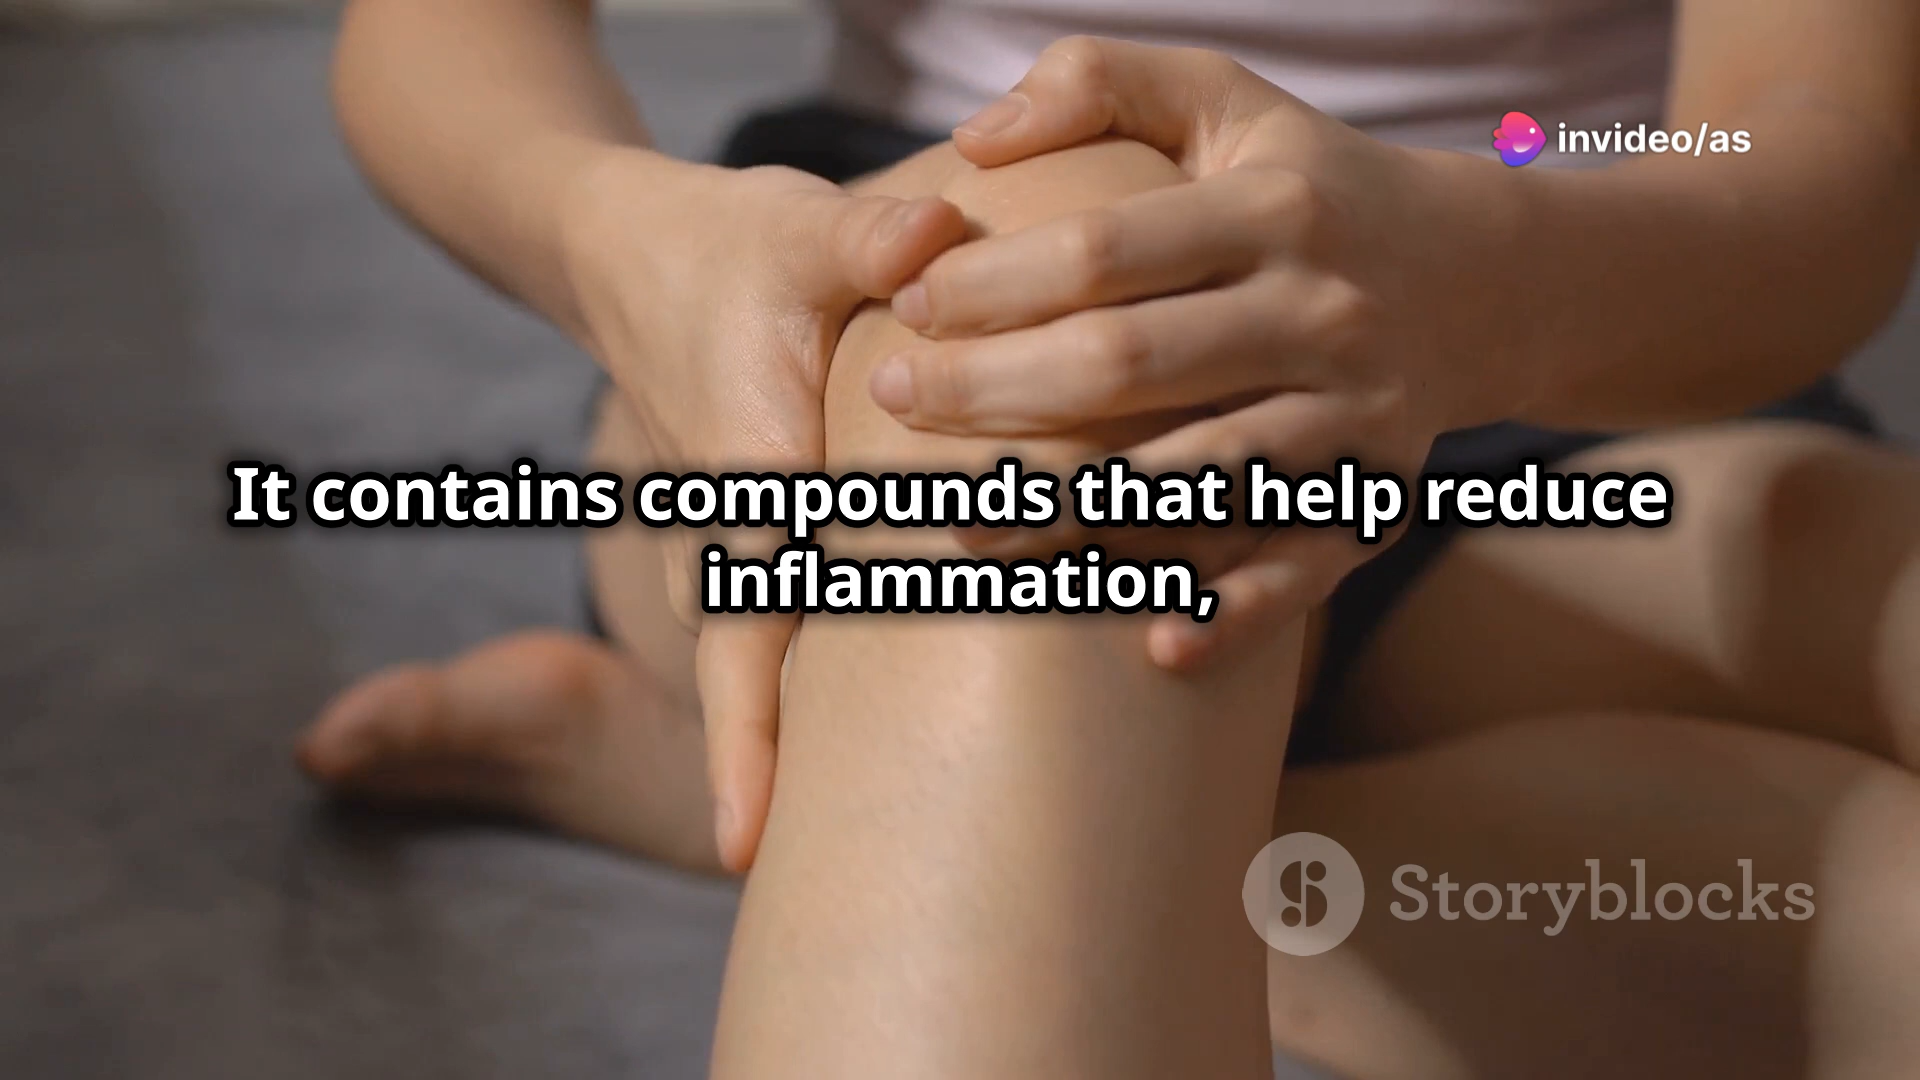 invideo/as
It contains compounds that help reduce
inflammation,
Storyblocks